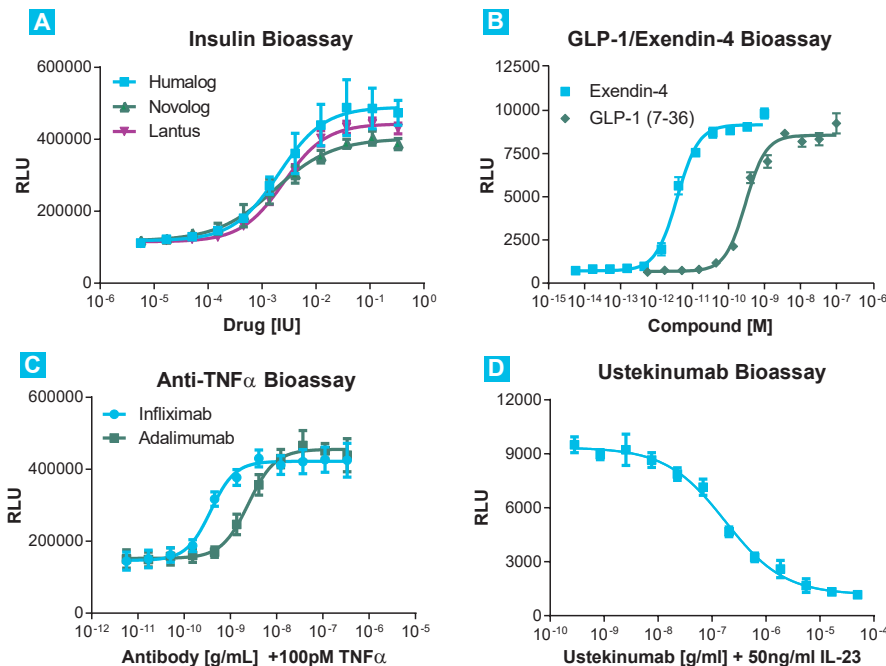 A
Insulin Bioassay
600000
400000
200000
0
RLU
Humalog
Novolog
Lantus
10-6
10-5
10-4
10-3
10-2
10-1
100
Drug [IU]
B
GLP-1/Exendin-4 Bioassay
12500
10000
7500
5000
2500
0
RLU
Exendin-4
GLP-1 (7-36)
10-15
10-14
10-13
10-12
10-11
10-10
10-9
10-8
10-7
10-6
Compound [M]
C
Anti-TNFα Bioassay
600000
400000
200000
0
RLU
Infliximab
Adalimumab
10-12
10-11
10-10
10-9
10-8
10-7
10-6
10-5
Antibody [g/mL] +100pM TNFα
D
Ustekinumab Bioassay
12000
9000
6000
3000
0
RLU
10-10
10-9
10-8
10-7
10-6
10-5
10-4
Ustekinumab [g/ml] + 50ng/ml IL-23